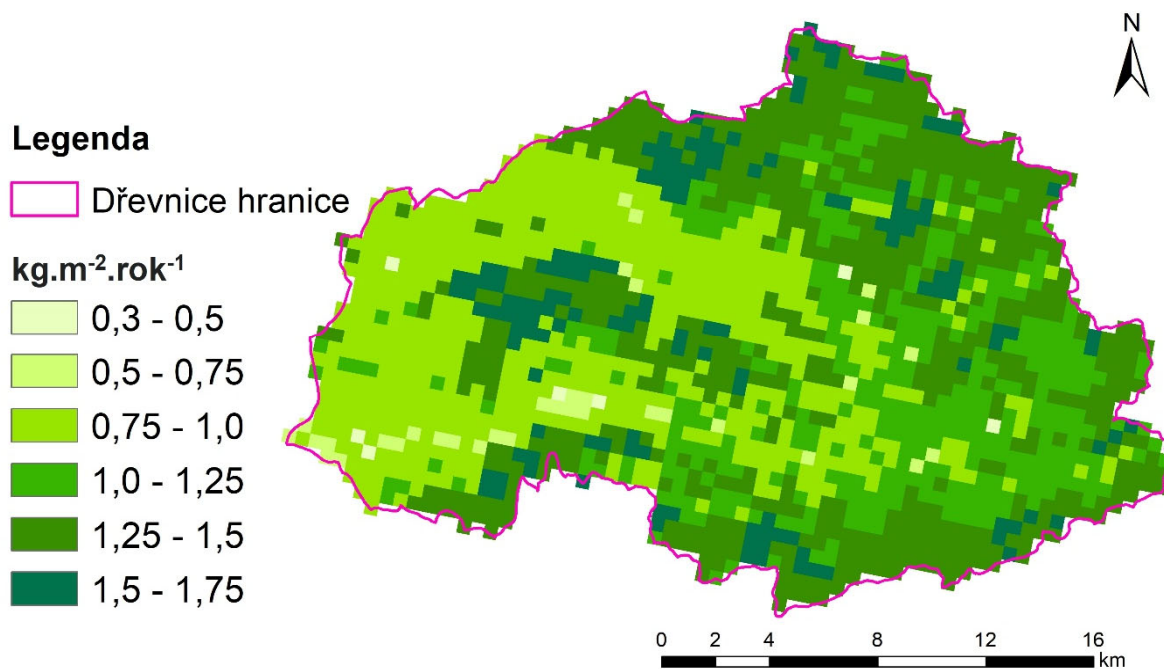 N
Legenda
Dřevnice hranice
kg.m⁻².rok⁻¹
0,3 - 0,5
0,5 - 0,75
0,75 - 1,0
1,0 - 1,25
1,25 - 1,5
1,5 - 1,75
0 2 4 8 12 16
km